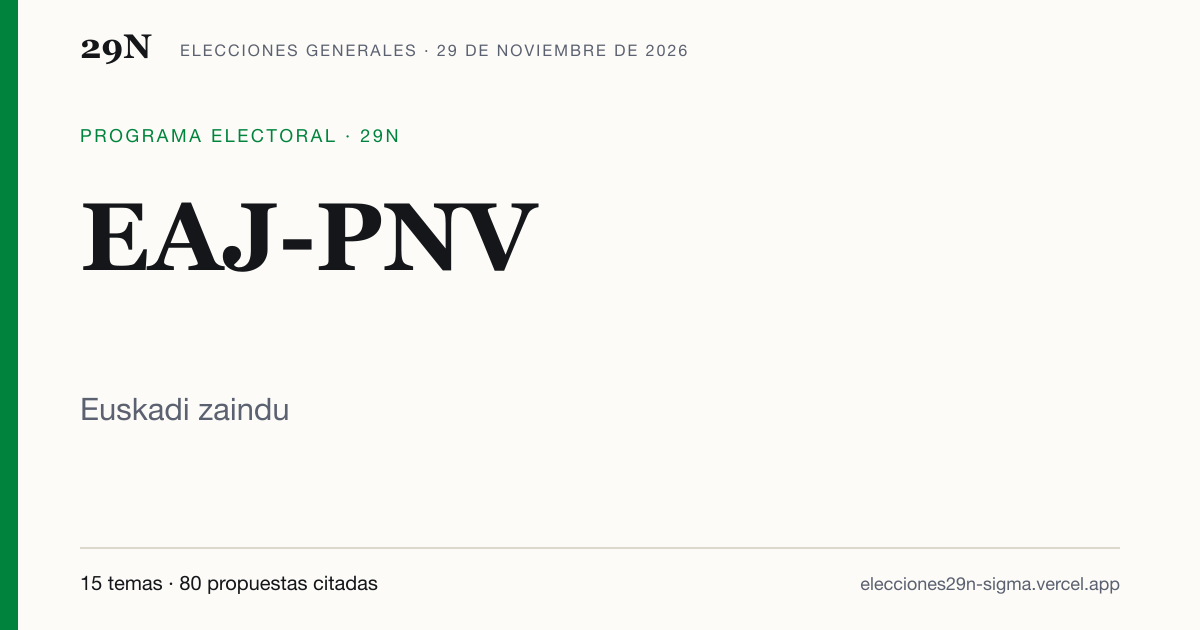 29N ELECCIONES GENERALES · 29 DE NOVIEMBRE DE 2026
PROGRAMA ELECTORAL · 29N
EAJ-PNV
Euskadi zaindu
15 temas · 80 propuestas citadas
elecciones29n-sigma.vercel.app